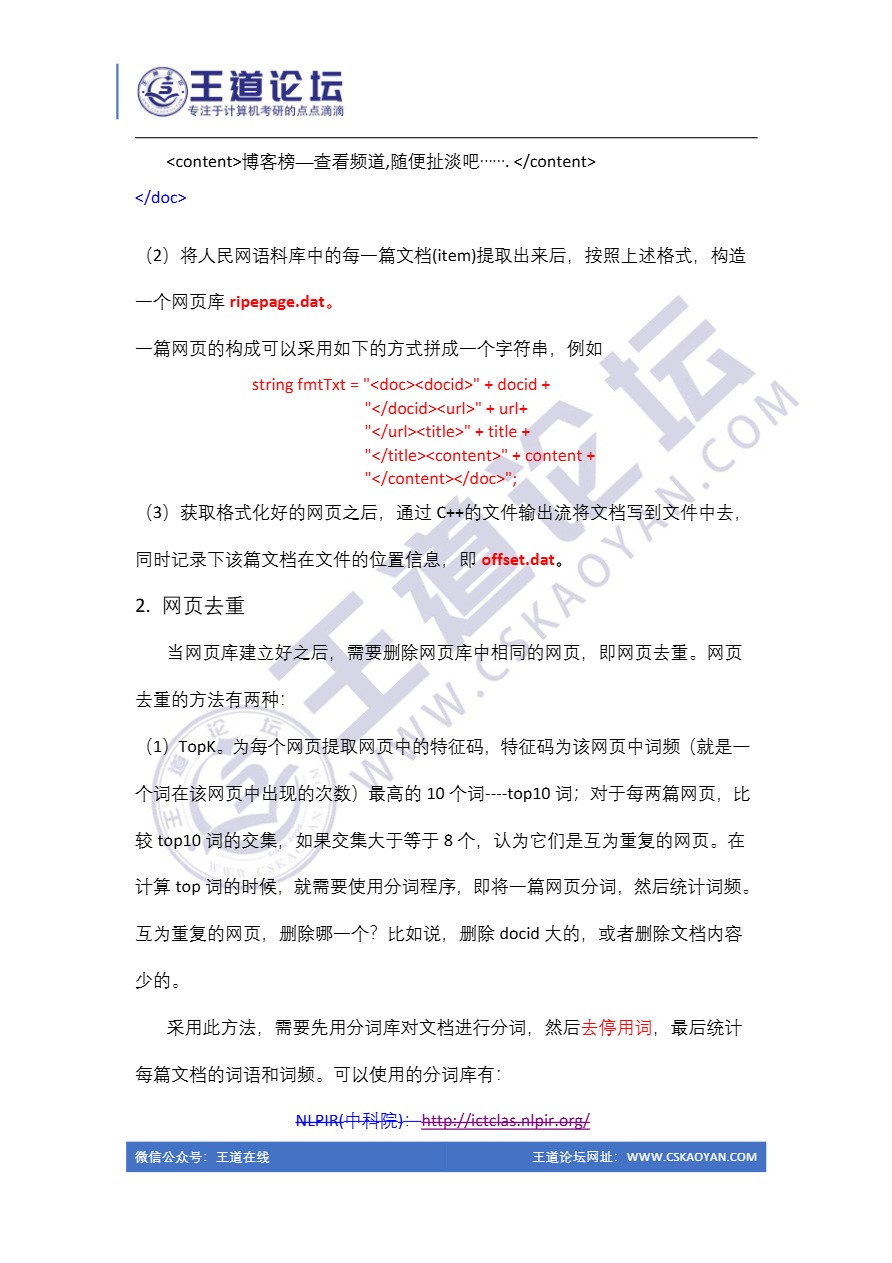 王道论坛
专注于计算机考研的点点滴滴
<content>博客榜—查看频道,随便扯淡吧……. </content>
</doc>
（2）将人民网语料库中的每一篇文档(item)提取出来后，按照上述格式，构造
一个网页库 ripepage.dat。
一篇网页的构成可以采用如下的方式拼成一个字符串，例如
string fmtTxt = "<doc><docid>" + docid +
"</docid><url>" + url+
"</url><title>" + title +
"</title><content>" + content +
"</content></doc>";
（3）获取格式化好的网页之后，通过 C++的文件输出流将文档写到文件中去，
同时记录下该篇文档在文件的位置信息，即 offset.dat。
2. 网页去重
当网页库建立好之后，需要删除网页库中相同的网页，即网页去重。网页
去重的方法有两种：
（1）TopK。为每个网页提取网页中的特征码，特征码为该网页中词频（就是一
个词在该网页中出现的次数）最高的 10 个词----top10 词；对于每两篇网页，比
较 top10 词的交集，如果交集大于等于 8 个，认为它们是互为重复的网页。在
计算 top 词的时候，就需要使用分词程序，即将一篇网页分词，然后统计词频。
互为重复的网页，删除哪一个？比如说，删除 docid 大的，或者删除文档内容
少的。
采用此方法，需要先用分词库对文档进行分词，然后去停用词，最后统计
每篇文档的词语和词频。可以使用的分词库有：
NLPIR(中科院)：http://ictclas.nlpir.org/
微信公众号：王道在线 王道论坛网址：WWW.CSKAOYAN.COM
王道论坛
WWW.CSKAOYAN.COM
王道论坛
WWW.CSKAOYAN.COM